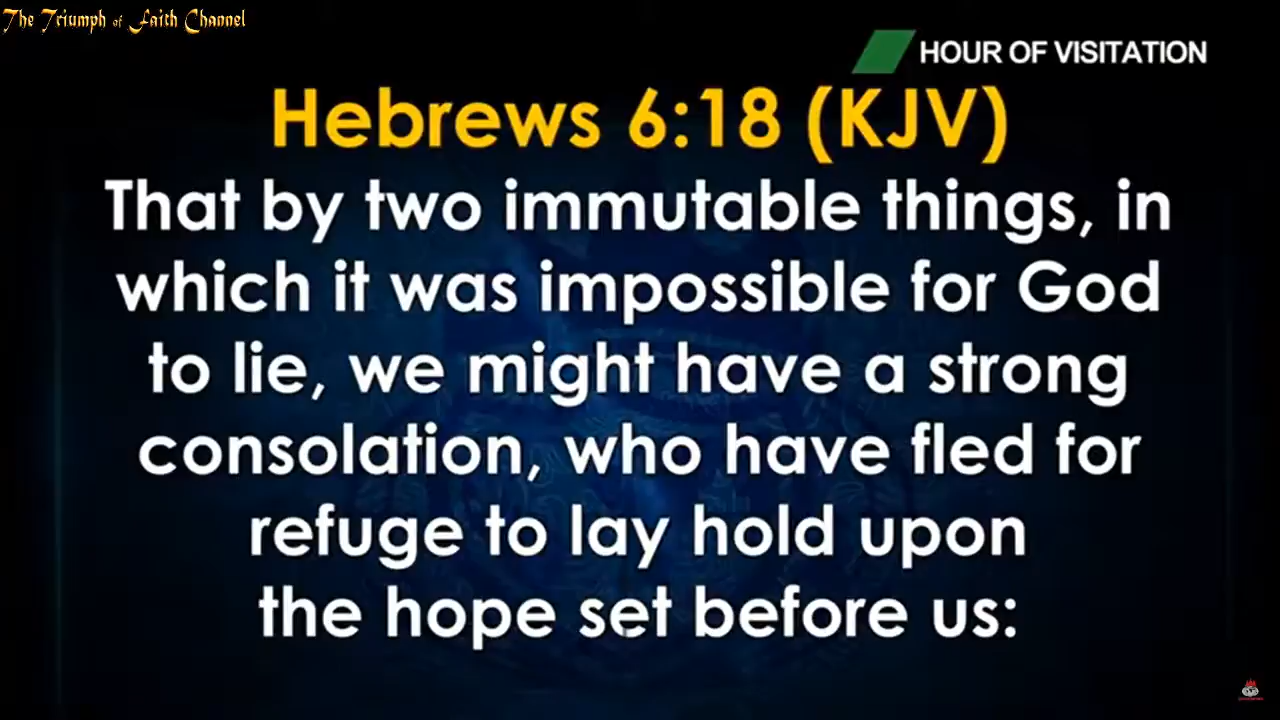 The Triumph of Faith Channel
HOUR OF VISITATION
Hebrews 6:18 (KJV)
That by two immutable things, in
which it was impossible for God
to lie, we might have a strong
consolation, who have fled for
refuge to lay hold upon
the hope set before us: